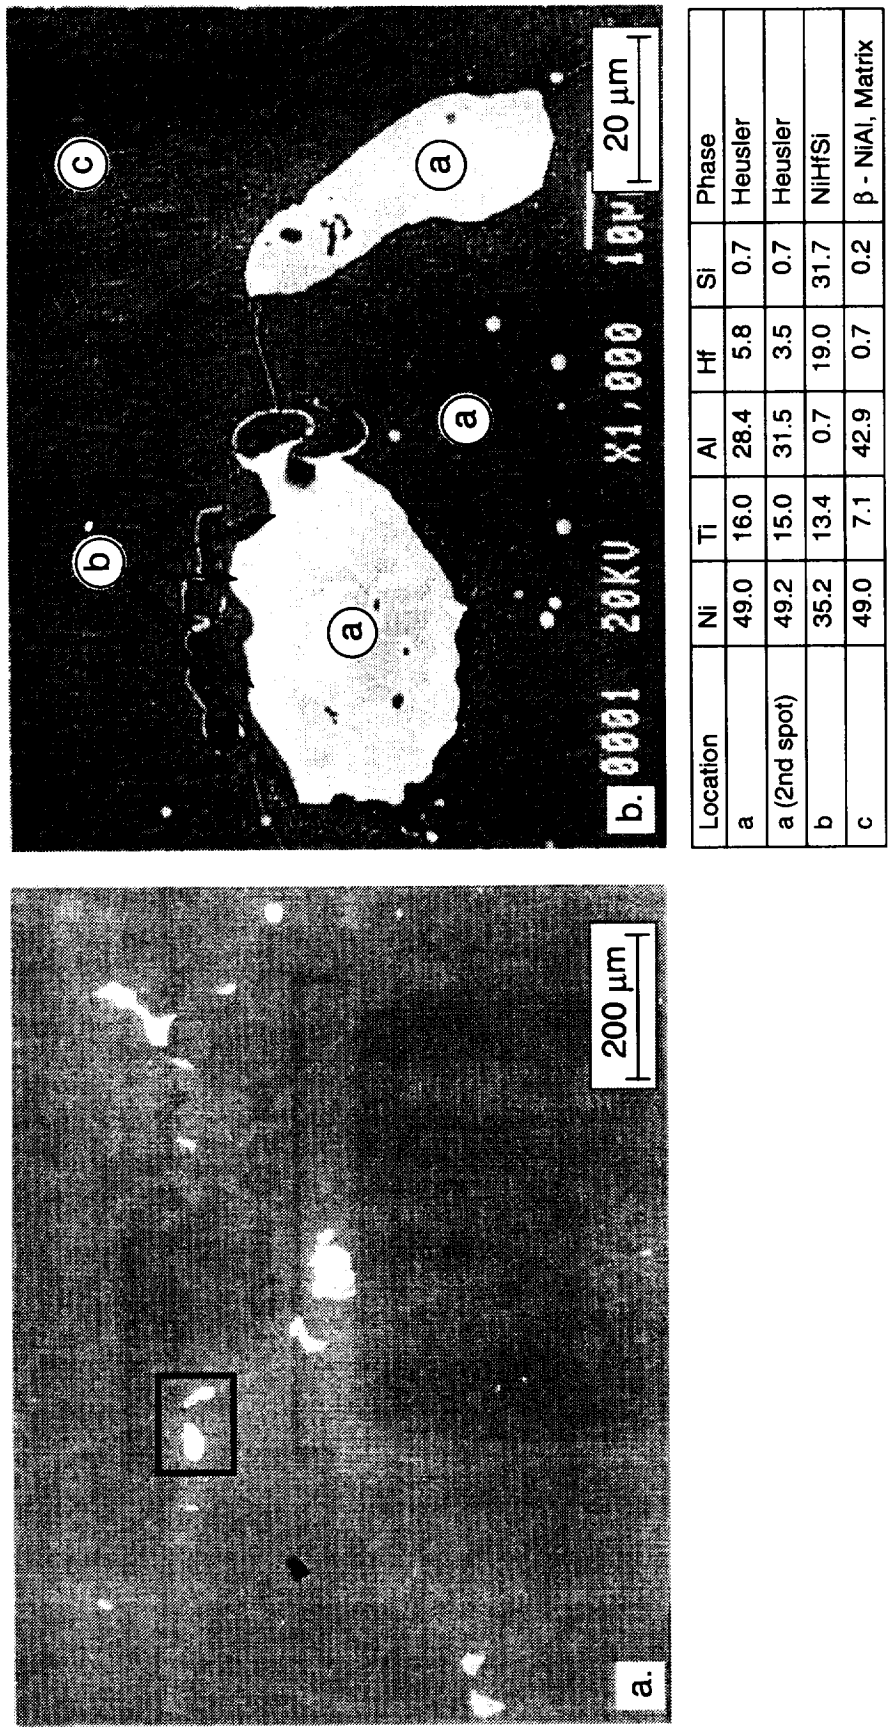 a.
200 μm
b
c
a
a
a
b.
0001 20KV X1,000 10μ
20 μm
Location Ni Ti Al Hf Si Phase
a 49.0 16.0 28.4 5.8 0.7 Heusler
a (2nd spot) 49.2 15.0 31.5 3.5 0.7 Heusler
b 35.2 13.4 0.7 19.0 31.7 NiHfSi
c 49.0 7.1 42.9 0.7 0.2 β - NiAl, Matrix